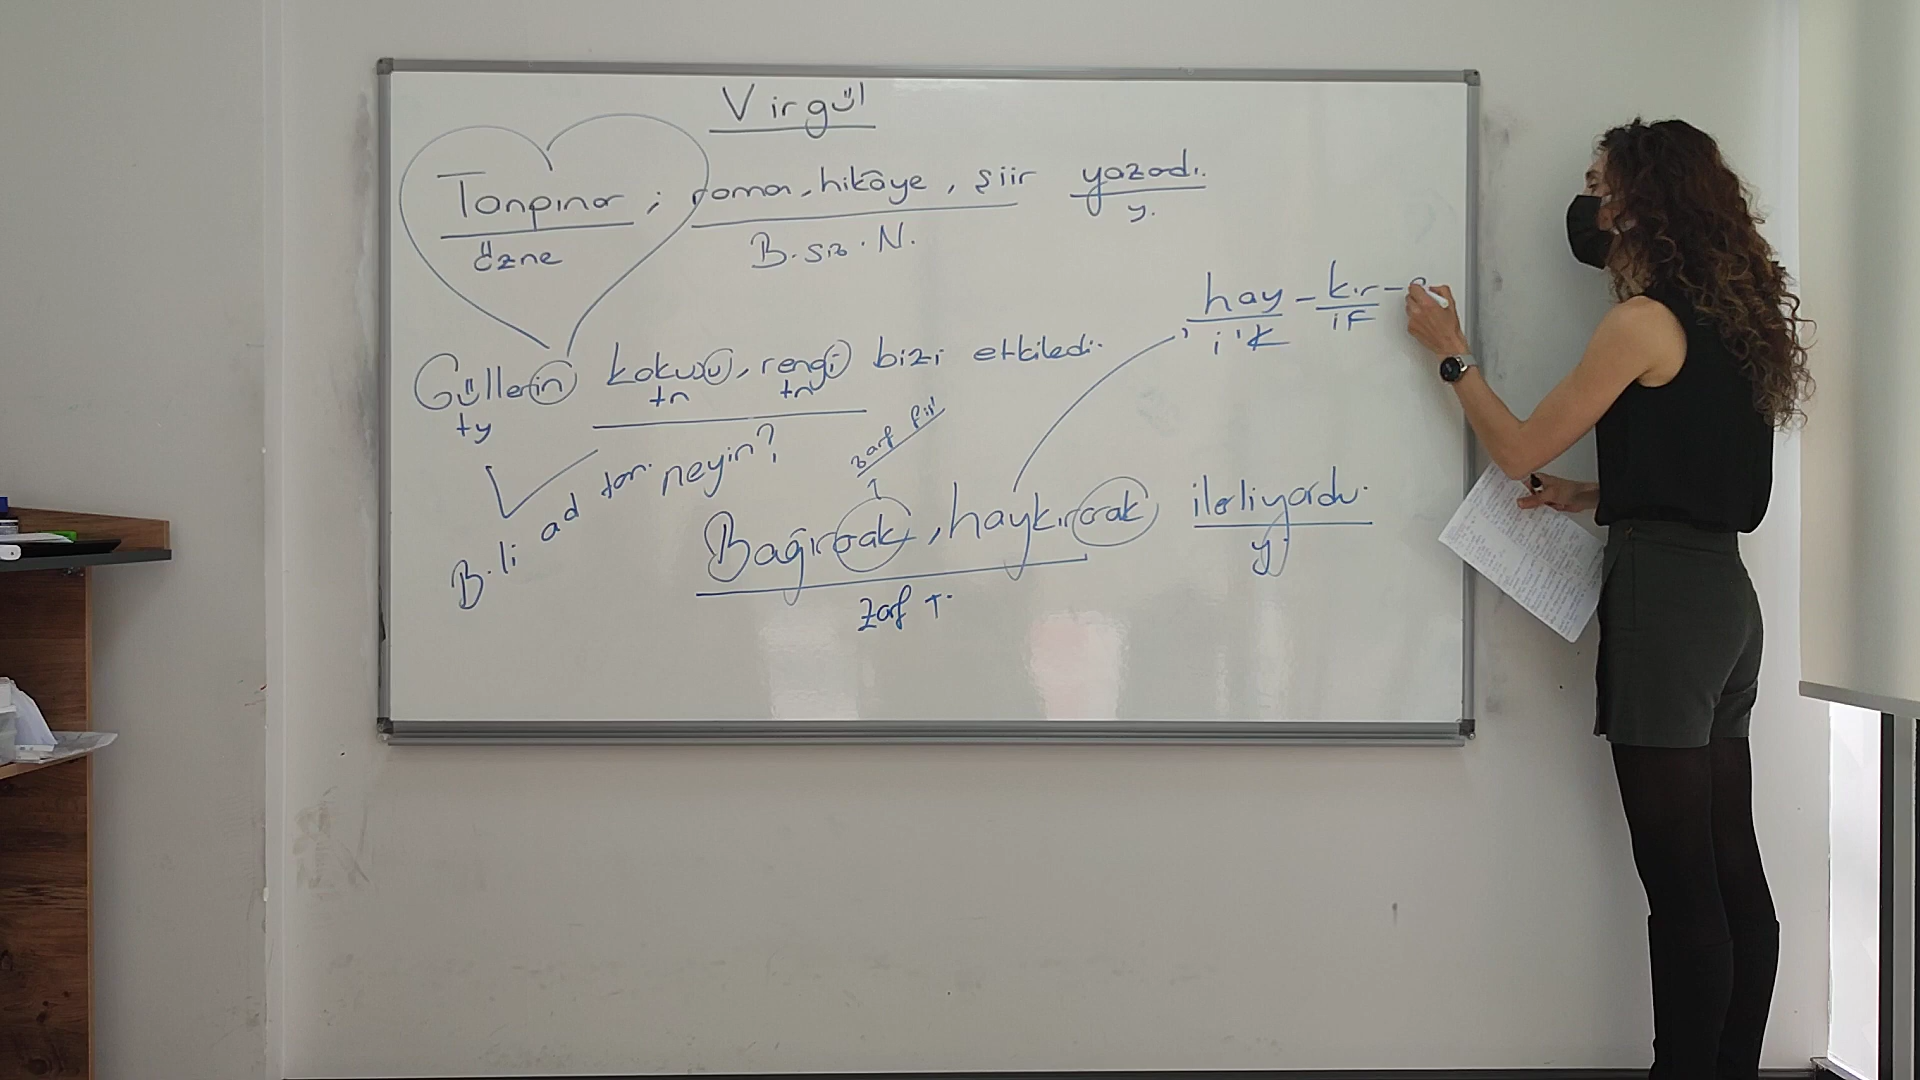 Virgül
Tanpınar ; roman, hikâye, şiir yazadı.
özne B.siz.N. y.
hay - kır -
i'k if
Güllerin kokusu, rengi bizi etkiledi.
ty tn tn
zarf fiil
B.li ad tam. neyin?
Bağırarak, haykırarak ilerliyordu.
zarf T. y